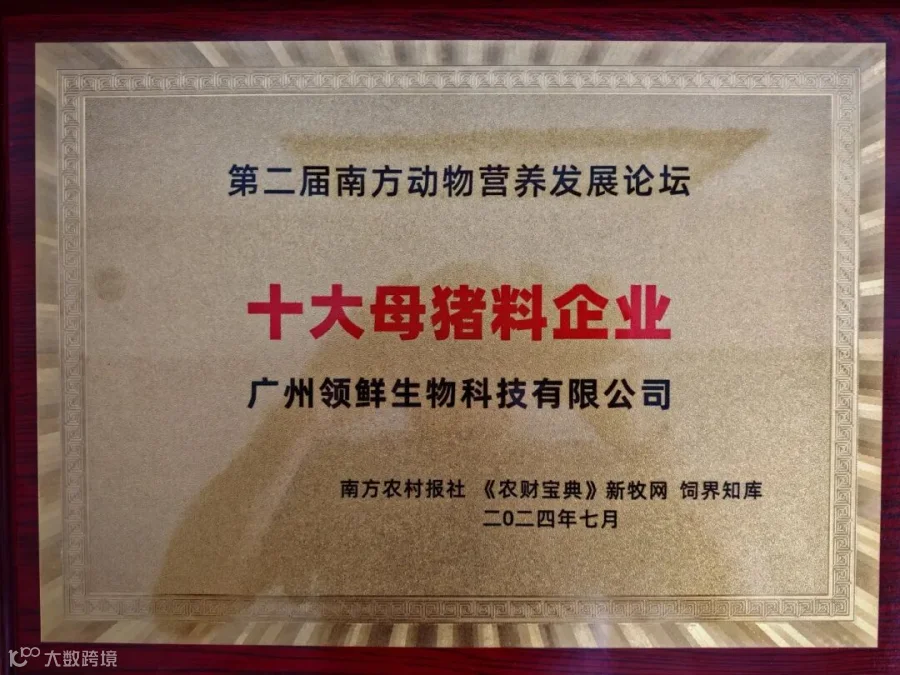 第二届南方动物营养发展论坛
十大母猪料企业
广州领鲜生物科技有限公司
南方农村报社 《农财宝典》新牧网 饲界知库
二0二四年七月
大数跨境